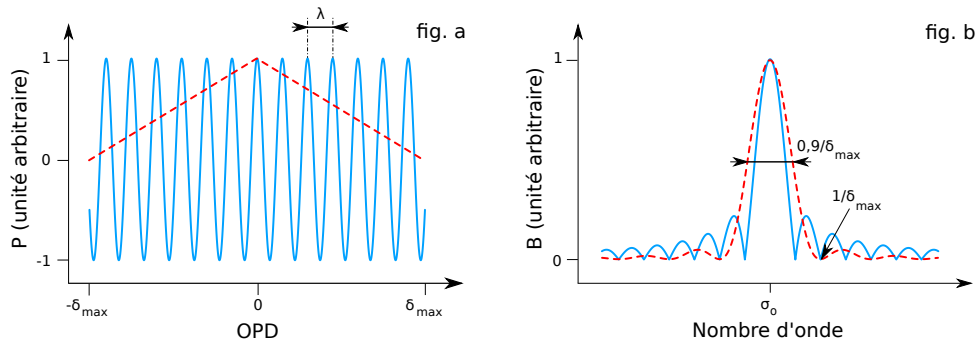 fig. a
λ
P (unité arbitraire)
1
0
-1
-δmax
0
δmax
OPD
fig. b
B (unité arbitraire)
1
0
0,9/δmax
1/δmax
σo
Nombre d'onde